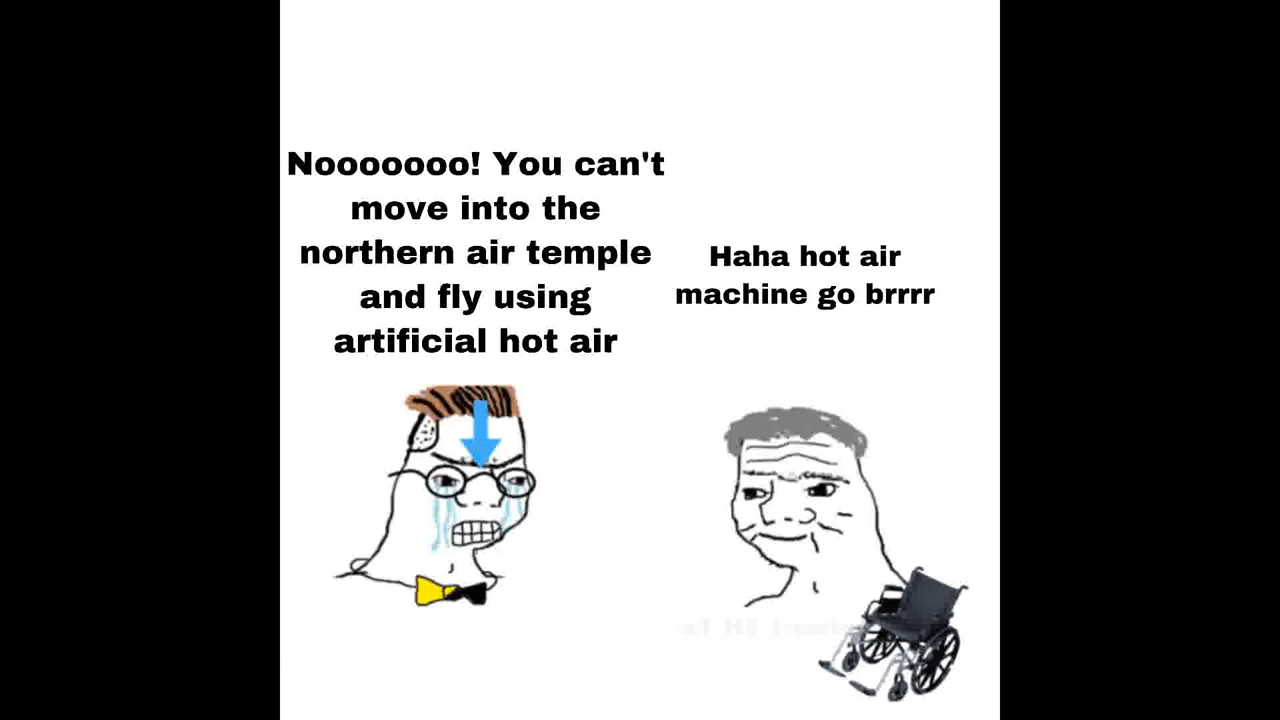 Nooooooo! You can't
move into the
northern air temple
and fly using
artificial hot air
Haha hot air
machine go brrrr